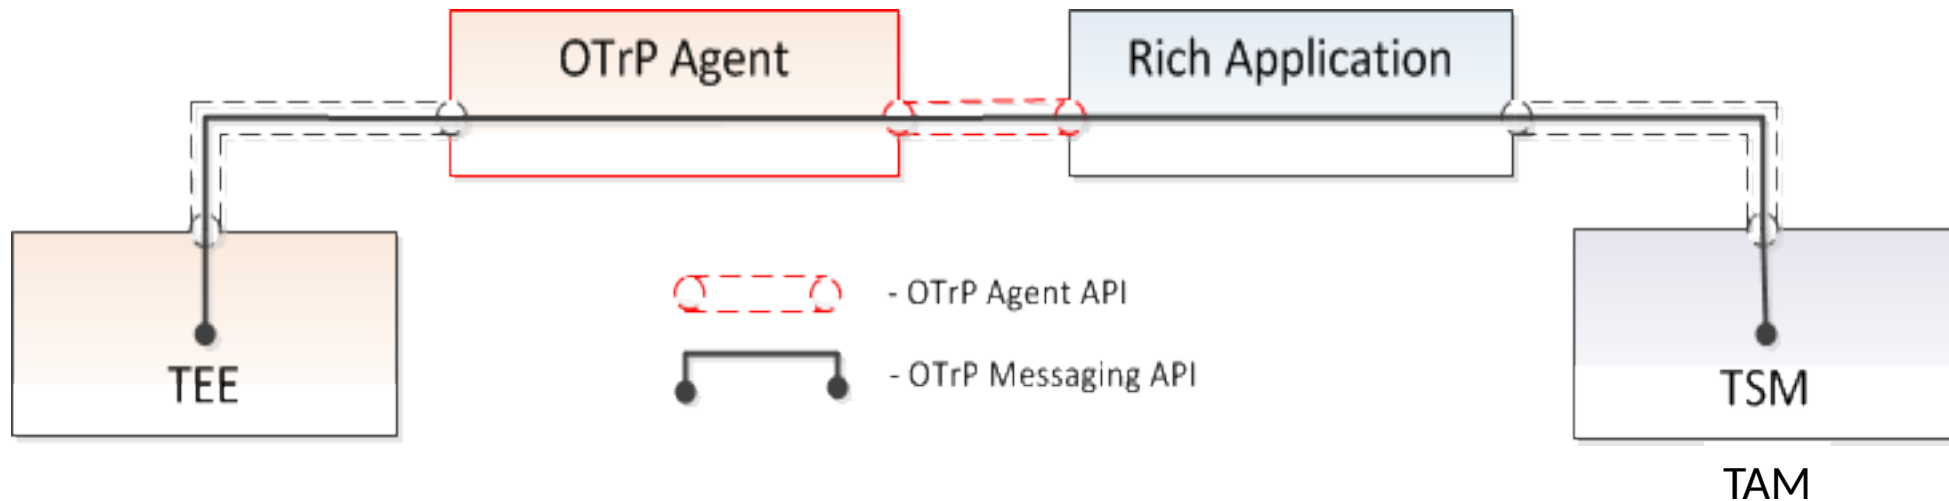 OTrP Agent
Rich Application
- OTrP Agent API
- OTrP Messaging API
TEE
TSM
TAM